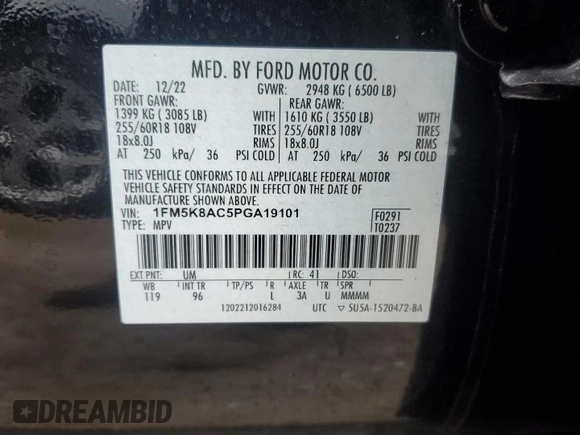 MFD. BY FORD MOTOR CO.
DATE: 12/22 GVWR: 2948 KG ( 6500 LB)
FRONT GAWR: REAR GAWR:
1399 KG ( 3085 LB) WITH 1610 KG ( 3550 LB) WITH
255/60R18 108V TIRES 255/60R18 108V TIRES
18x8.0J RIMS 18x8.0J RIMS
AT 250 kPa/ 36 PSI COLD AT 250 kPa/ 36 PSI COLD
THIS VEHICLE CONFORMS TO ALL APPLICABLE FEDERAL MOTOR
VEHICLE SAFETY STANDARDS IN EFFECT ON THE DATE OF
MANUFACTURE SHOWN ABOVE.
VIN: 1FM5K8AC5PGA19101 F0291
TYPE: MPV T0237
EXT PNT: UM RC: 41 DSO:
WB INT TR TP/PS R AXLE TR SPR
119 96 L 3A U MMMM
1202212016284 UTC ▽ 5U5A-1520472-BA
DREAMBID